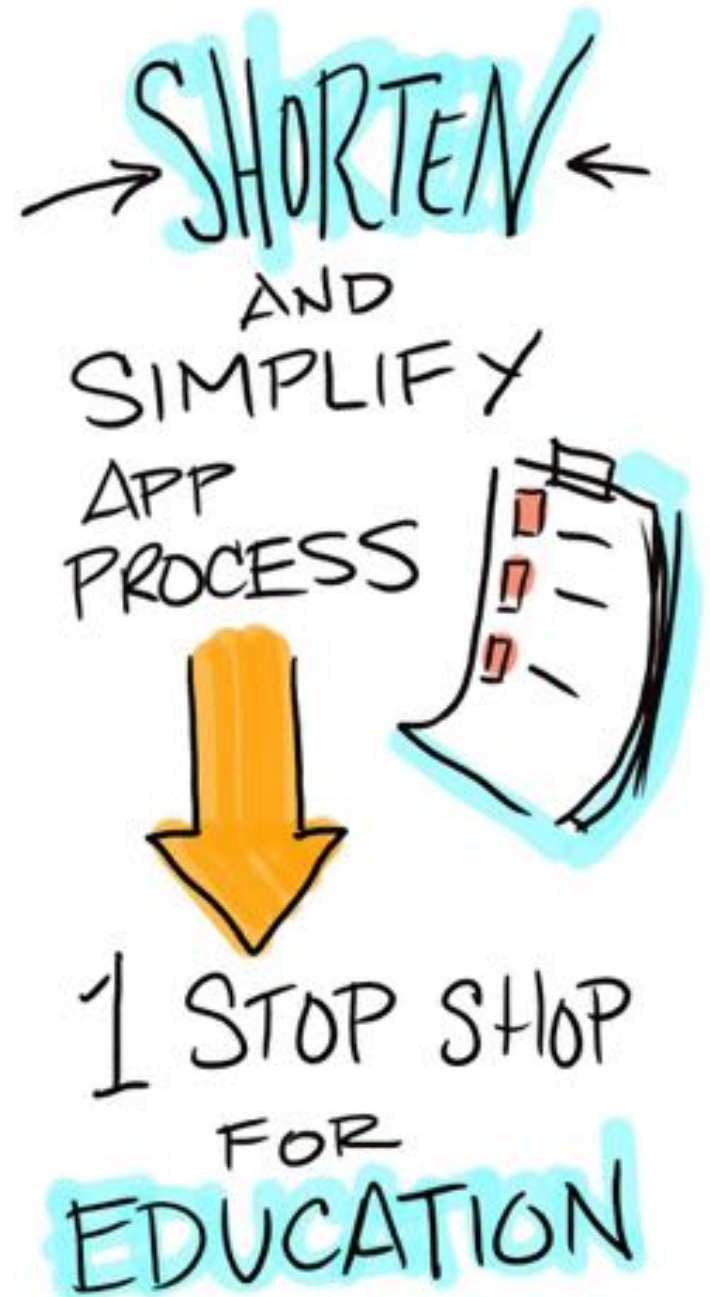 SHORTEN
AND
SIMPLIFY
APP
PROCESS
1 STOP SHOP
FOR
EDUCATION